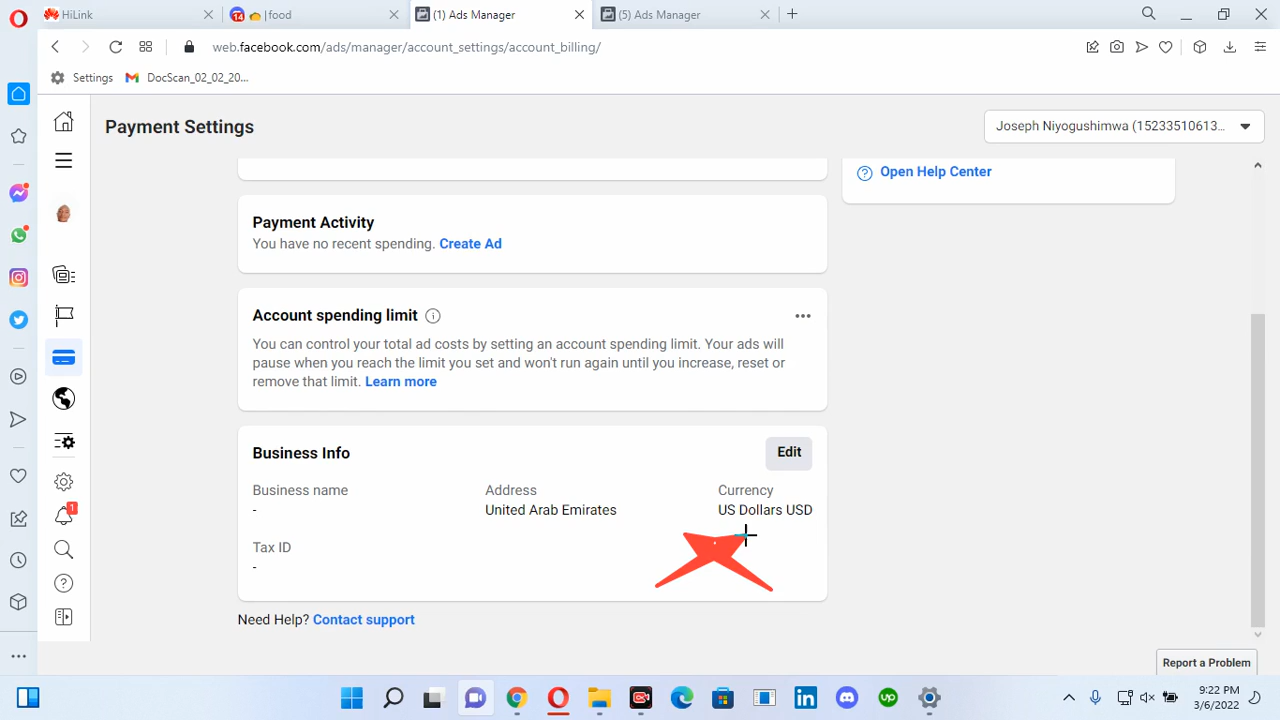 HiLink
14
|food
(1) Ads Manager
(5) Ads Manager
web.facebook.com/ads/manager/account_settings/account_billing/
Settings
DocScan_02_02_20...
Payment Settings
Joseph Niyogushimwa (15233510613...
Open Help Center
Payment Activity
You have no recent spending. Create Ad
Account spending limit
You can control your total ad costs by setting an account spending limit. Your ads will
pause when you reach the limit you set and won't run again until you increase, reset or
remove that limit. Learn more
Business Info
Edit
Business name
Address
Currency
-
United Arab Emirates
US Dollars USD
Tax ID
-
1
Need Help? Contact support
Report a Problem
9:22 PM
3/6/2022